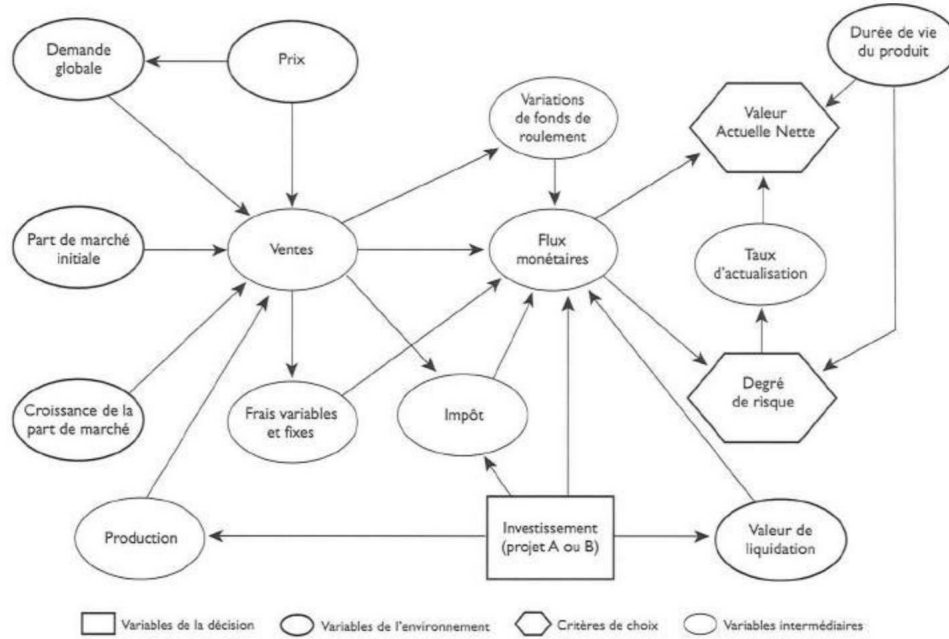 Demande
globale
Prix
Durée de vie
du produit
Variations
de fonds de
roulement
Valeur
Actuelle Nette
Part de marché
initiale
Ventes
Flux
monétaires
Taux
d'actualisation
Croissance de la
part de marché
Frais variables
et fixes
Impôt
Degré
de risque
Production
Investissement
(projet A ou B)
Valeur de
liquidation
Variables de la décision
Variables de l'environnement
Critères de choix
Variables intermédiaires